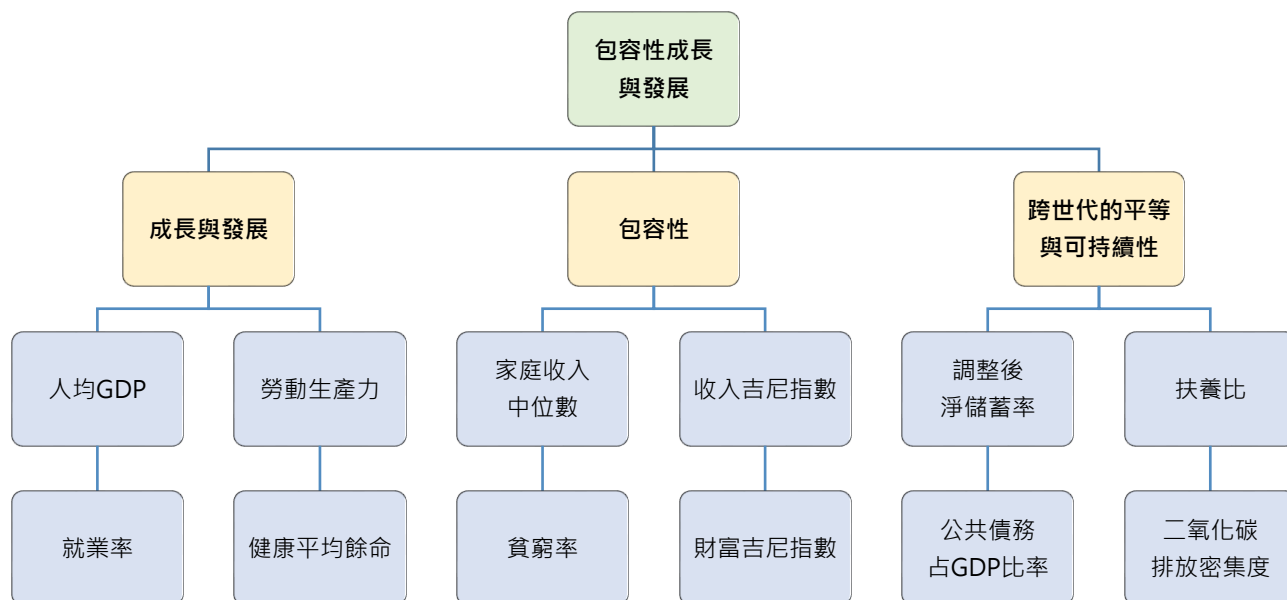 包容性成長
與發展
成長與發展
包容性
跨世代的平等
與可持續性
人均GDP
勞動生產力
家庭收入
中位數
收入吉尼指數
調整後
淨儲蓄率
扶養比
就業率
健康平均餘命
貧窮率
財富吉尼指數
公共債務
占GDP比率
二氧化碳
排放密集度